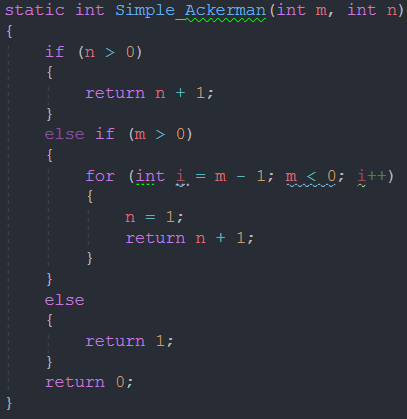 static int Simple_Ackerman(int m, int n)
{
if (n > 0)
{
return n + 1;
}
else if (m > 0)
{
for (int i = m - 1; m < 0; i++)
{
n = 1;
return n + 1;
}
}
else
{
return 1;
}
return 0;
}